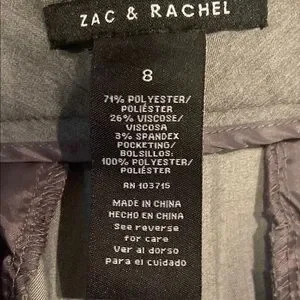 ZAC & RACHEL
8
71% POLYESTER/
POLIÉSTER
26% VISCOSE/
VISCOSA
3% SPANDEX
POCKETING/
BOLSILLOS:
100% POLYESTER/
POLIÉSTER
RN 103715
MADE IN CHINA
HECHO EN CHINA
See reverse
for care
Ver al dorso
Para el cuidado